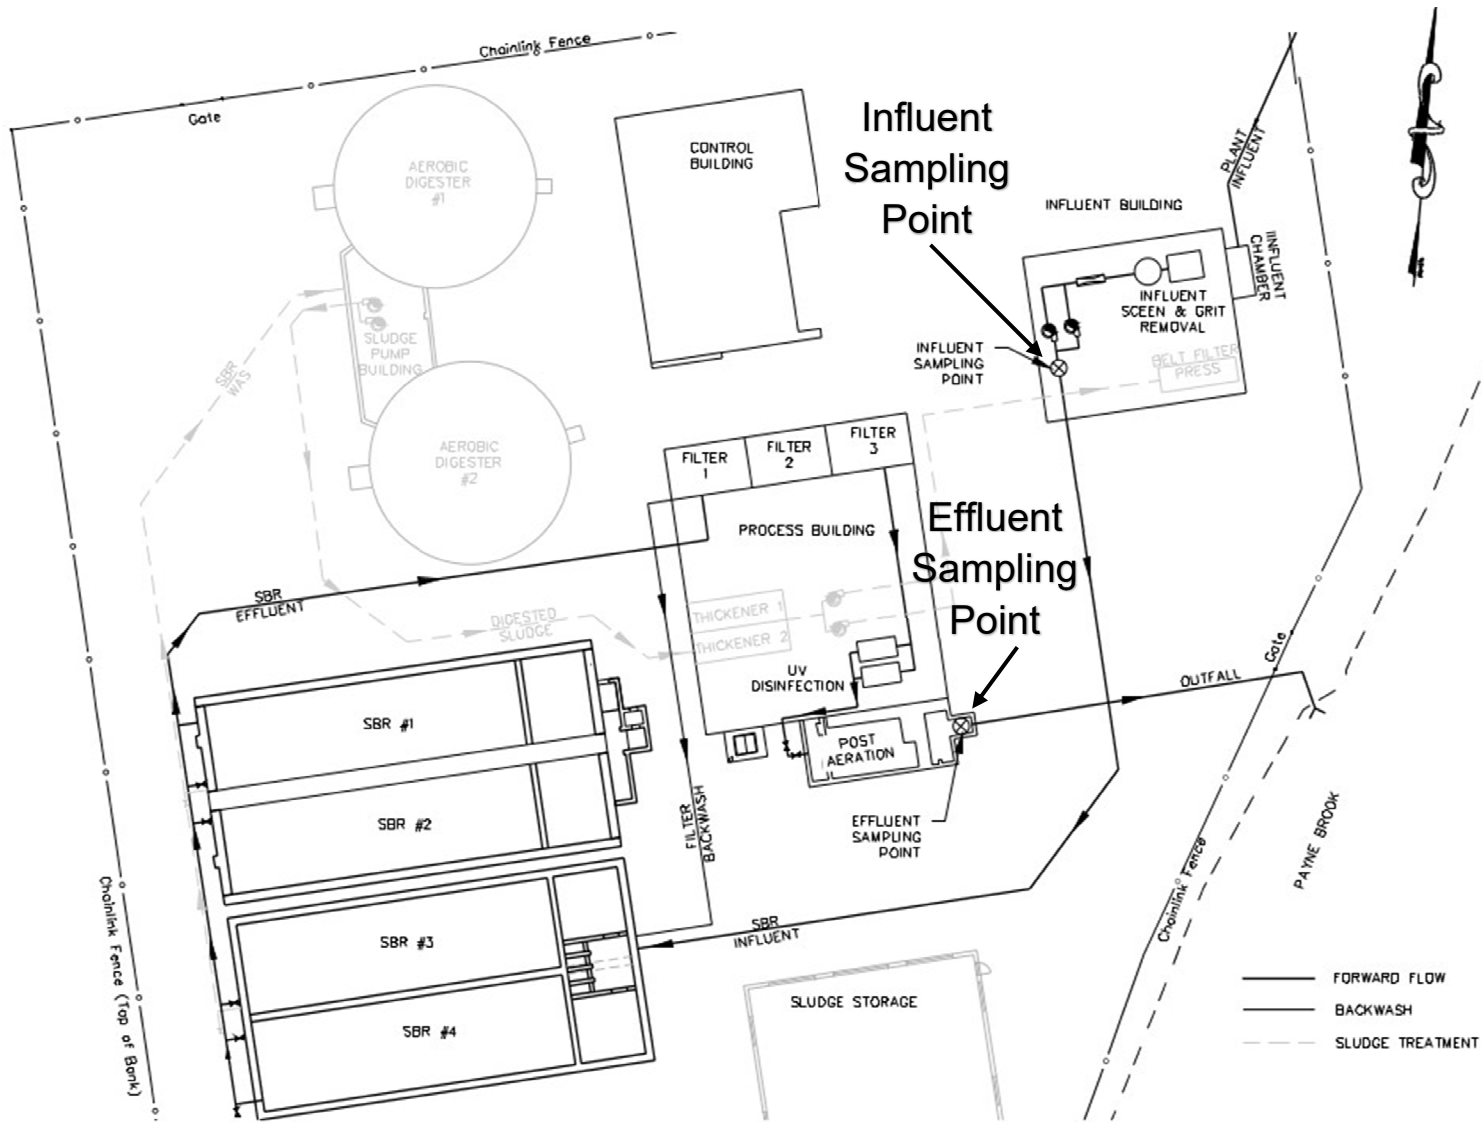 Chainlink Fence
Gate
AEROBIC
DIGESTER
#1
CONTROL
BUILDING
Influent
Sampling
Point
PLANT
INFLUENT
INFLUENT BUILDING
IINFLUENT
CHAMBER
INFLUENT
SCEEN & GRIT
REMOVAL
SLUDGE
PUMP
BUILDING
INFLUENT
SAMPLING
POINT
BELT FILTER
PRESS
SBR
WAS
AEROBIC
DIGESTER
#2
FILTER
1
FILTER
2
FILTER
3
PROCESS BUILDING
Effluent
Sampling
Point
SBR
EFFLUENT
DIGESTED
SLUDGE
THICKENER 1
THICKENER 2
UV
DISINFECTION
Gate
OUTFALL
SBR #1
POST
AERATION
SBR #2
FILTER
BACKWASH
EFFLUENT
SAMPLING
POINT
PAYNE BROOK
Chainlink Fence
Chainlink Fence (Top of Bank)
SBR #3
SBR
INFLUENT
SBR #4
SLUDGE STORAGE
FORWARD FLOW
BACKWASH
SLUDGE TREATMENT